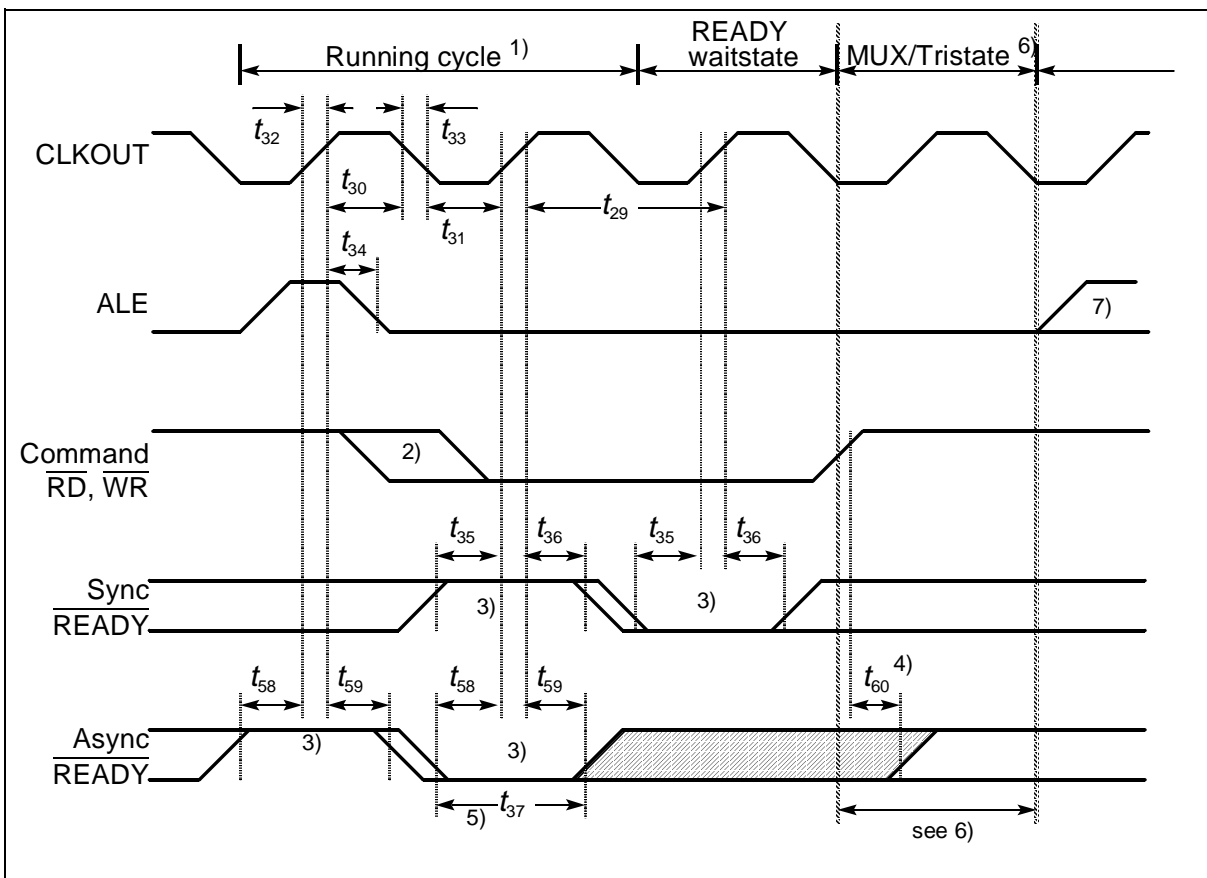 READY
Running cycle 1) waitstate MUX/Tristate 6)
t32 t33
CLKOUT
t30
t31 t29
t34
ALE 7)
Command 2)
RD, WR
t35 t36 t35 t36
Sync 3) 3)
READY
t58 t59 t58 t59 t60 4)
Async 3) 3)
READY
5) t37
see 6)